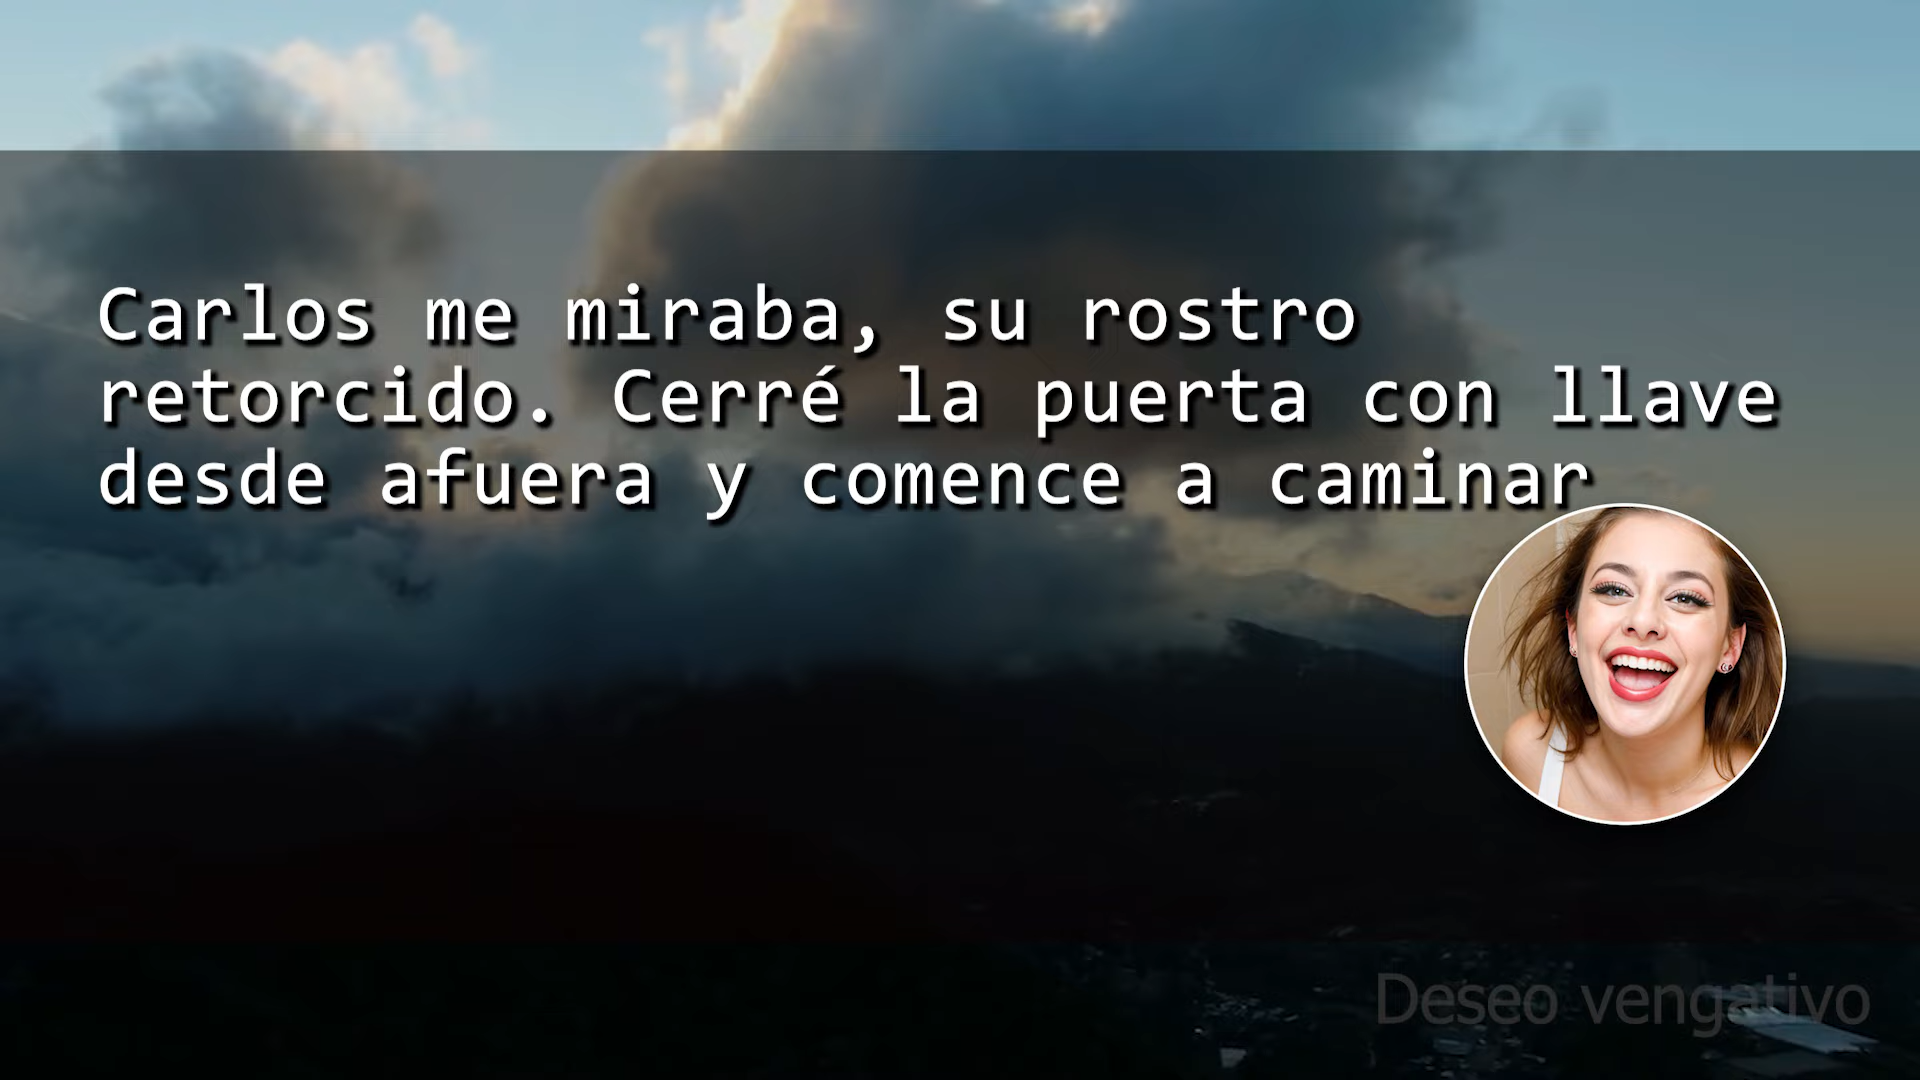 Carlos me miraba, su rostro
retorcido. Cerré la puerta con llave
desde afuera y comence a caminar
Deseo vengativo